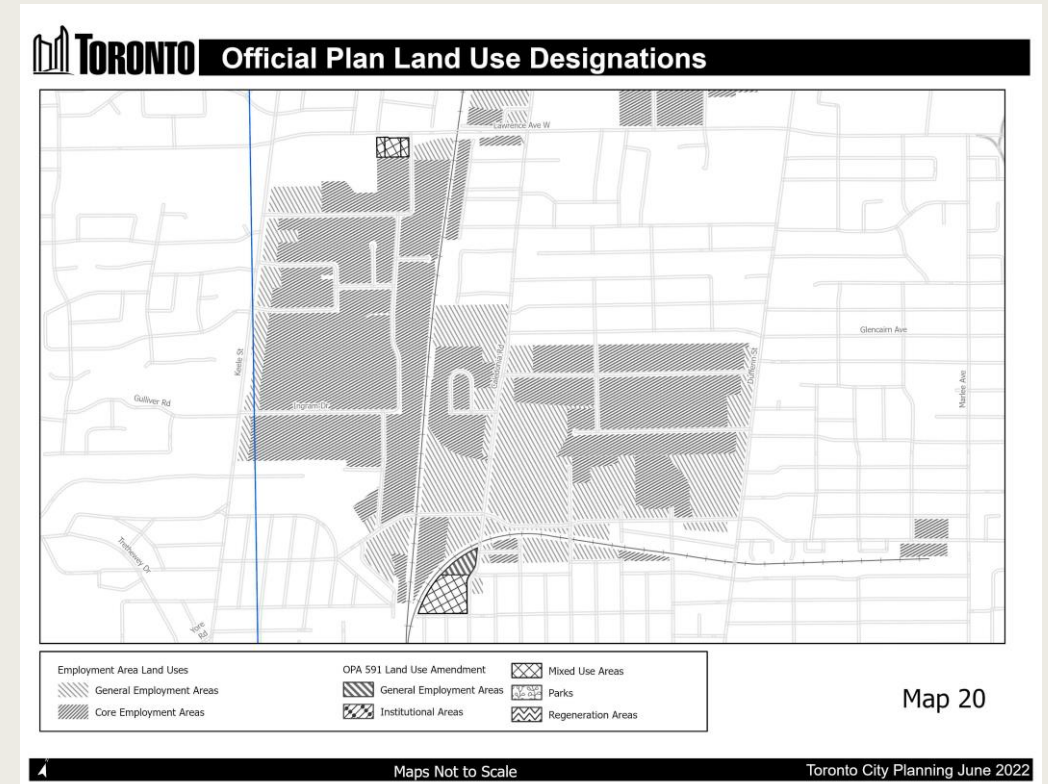 TORONTO
Official Plan Land Use Designations
Lawrence Ave W
Keele St
Caledonia Rd
Dufferin St
Glencairn Ave
Marlee Ave
Gulliver Rd
Ingram Dr
Trethewey Dr
Yore Rd
Employment Area Land Uses
General Employment Areas
Core Employment Areas
OPA 591 Land Use Amendment
General Employment Areas
Institutional Areas
Mixed Use Areas
Parks
Regeneration Areas
Map 20
N
Maps Not to Scale
Toronto City Planning June 2022